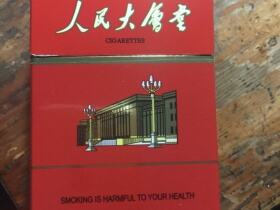 人民大會堂
CIGARETTES
SMOKING IS HARMFUL TO YOUR HEALTH